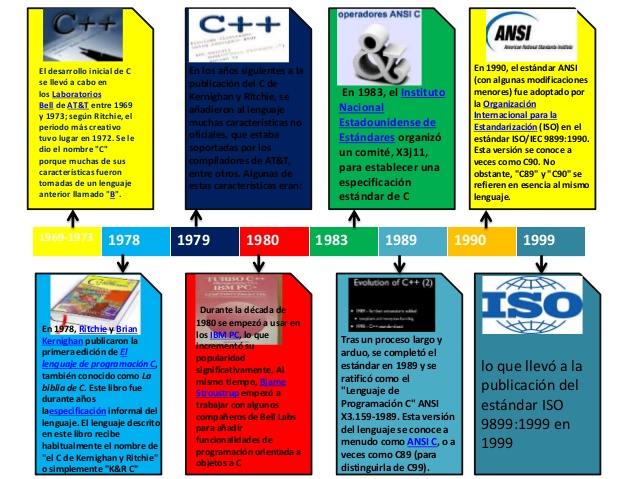 C++
El desarrollo inicial de C
se llevó a cabo en
los Laboratorios
Bell de AT&T entre 1969
y 1973; según Ritchie, el
periodo más creativo
tuvo lugar en 1972. Se le
dio el nombre "C"
porque muchas de sus
características fueron
tomadas de un lenguaje
anterior llamado "B".
C++
En los años siguientes a la
publicación del C de
Kernighan y Ritchie, se
añadieron al lenguaje
muchas características no
oficiales, que estaba
soportadas por los
compiladores de AT&T,
entre otros. Algunas de
estas características eran:
operadores ANSI C
&
En 1983, el Instituto
Nacional
Estadounidense de
Estándares organizó
un comité, X3j11,
para establecer una
especificación
estándar de C
ANSI
American National Standards Institute
En 1990, el estándar ANSI
(con algunas modificaciones
menores) fue adoptado por
la Organización
Internacional para la
Estandarización (ISO) en el
estándar ISO/IEC 9899:1990.
Esta versión se conoce a
veces como C90. No
obstante, "C89" y "C90" se
refieren en esencia al mismo
lenguaje.
1969-1973 1978 1979 1980 1983 1989 1990 1999
En 1978, Ritchie y Brian
Kernighan publicaron la
primera edición de El
lenguaje de programación C,
también conocido como La
biblia de C. Este libro fue
durante años
laespecificación informal del
lenguaje. El lenguaje descrito
en este libro recibe
habitualmente el nombre de
"el C de Kernighan y Ritchie"
o simplemente "K&R C"
TURBO C++
IBM PC
Durante la década de
1980 se empezó a usar en
los IBM PC, lo que
incrementó su
popularidad
significativamente. Al
mismo tiempo, Bjarne
Stroustrup empezó a
trabajar con algunos
compañeros de Bell Labs
para añadir
funcionalidades de
programación orientada a
objetos a C
Evolution of C++ (2)
Tras un proceso largo y
arduo, se completó el
estándar en 1989 y se
ratificó como el
"Lenguaje de
Programación C" ANSI
X3.159-1989. Esta versión
del lenguaje se conoce a
menudo como ANSI C, o a
veces como C89 (para
distinguirla de C99).
ISO
lo que llevó a la
publicación del
estándar ISO
9899:1999 en
1999